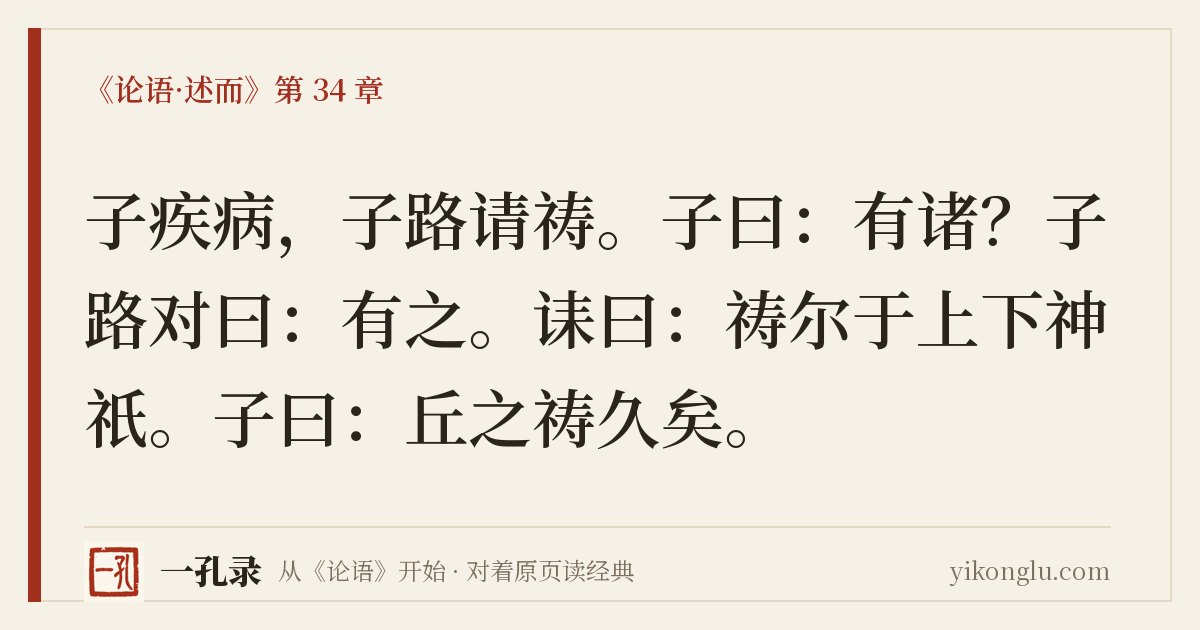 《论语·述而》第 34 章
子疾病，子路请祷。子曰：有诸？子
路对曰：有之。诔曰：祷尔于上下神
祇。子曰：丘之祷久矣。
一孔
一孔录 从《论语》开始 · 对着原页读经典 yikonglu.com